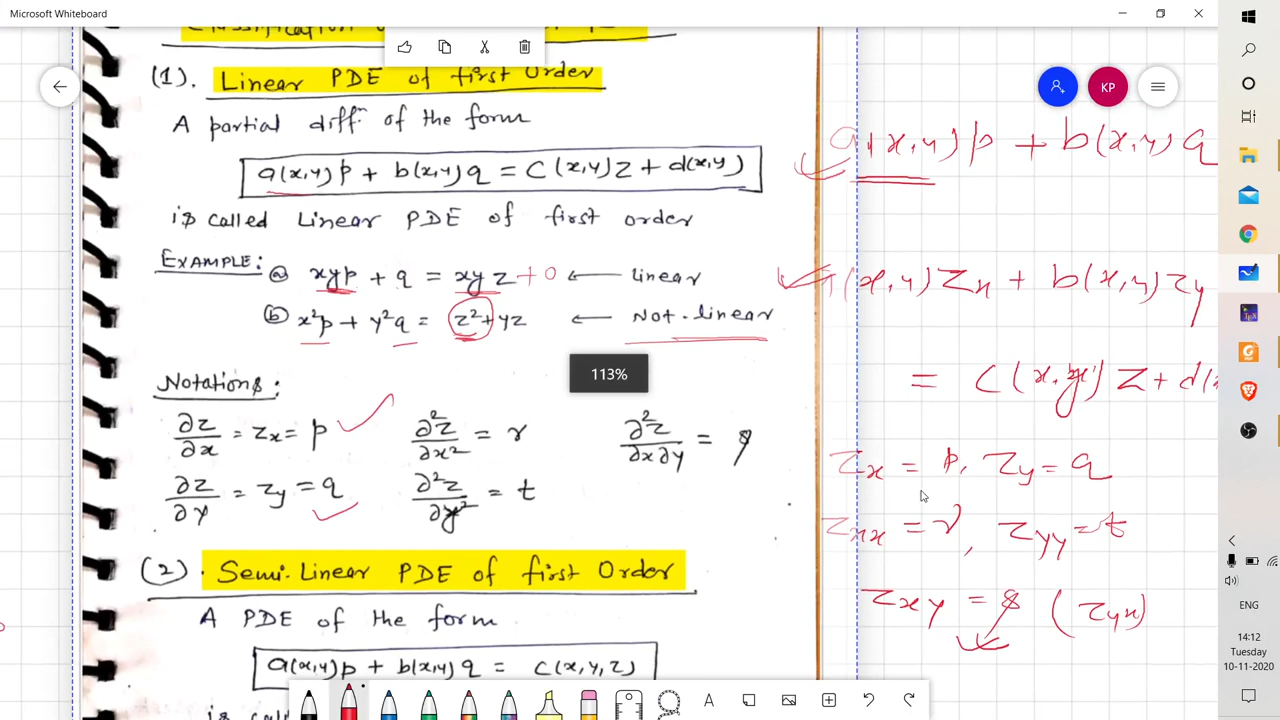 Microsoft Whiteboard
(1). Linear PDE of first Order
A partial diffⁿ of the form
a(x,y)p + b(x,y)q = C(x,y)z + d(x,y)
is called Linear PDE of first order
EXAMPLE:
ⓐ xyp + q = xyz + 0 ← linear
ⓑ x²p + y²q = z² + yz ← Not-linear
113%
Notations:
∂z/∂x = zx = p
∂²z/∂x² = r
∂²z/∂x∂y = s
∂z/∂y = zy = q
∂²z/∂y² = t
(2). Semi-Linear PDE of first Order
A PDE of the form
a(x,y)p + b(x,y)q = c(x,y,z)
KP
a(x,y)p + b(x,y)q
(x,y)Zx + b(x,y)Zy
= C(x,y)Z + d(x
Zx = p, Zy = q
Zxx = r, Zyy = t
Zxy = s (Zyx)
ENG
14:12
Tuesday
10-11-2020